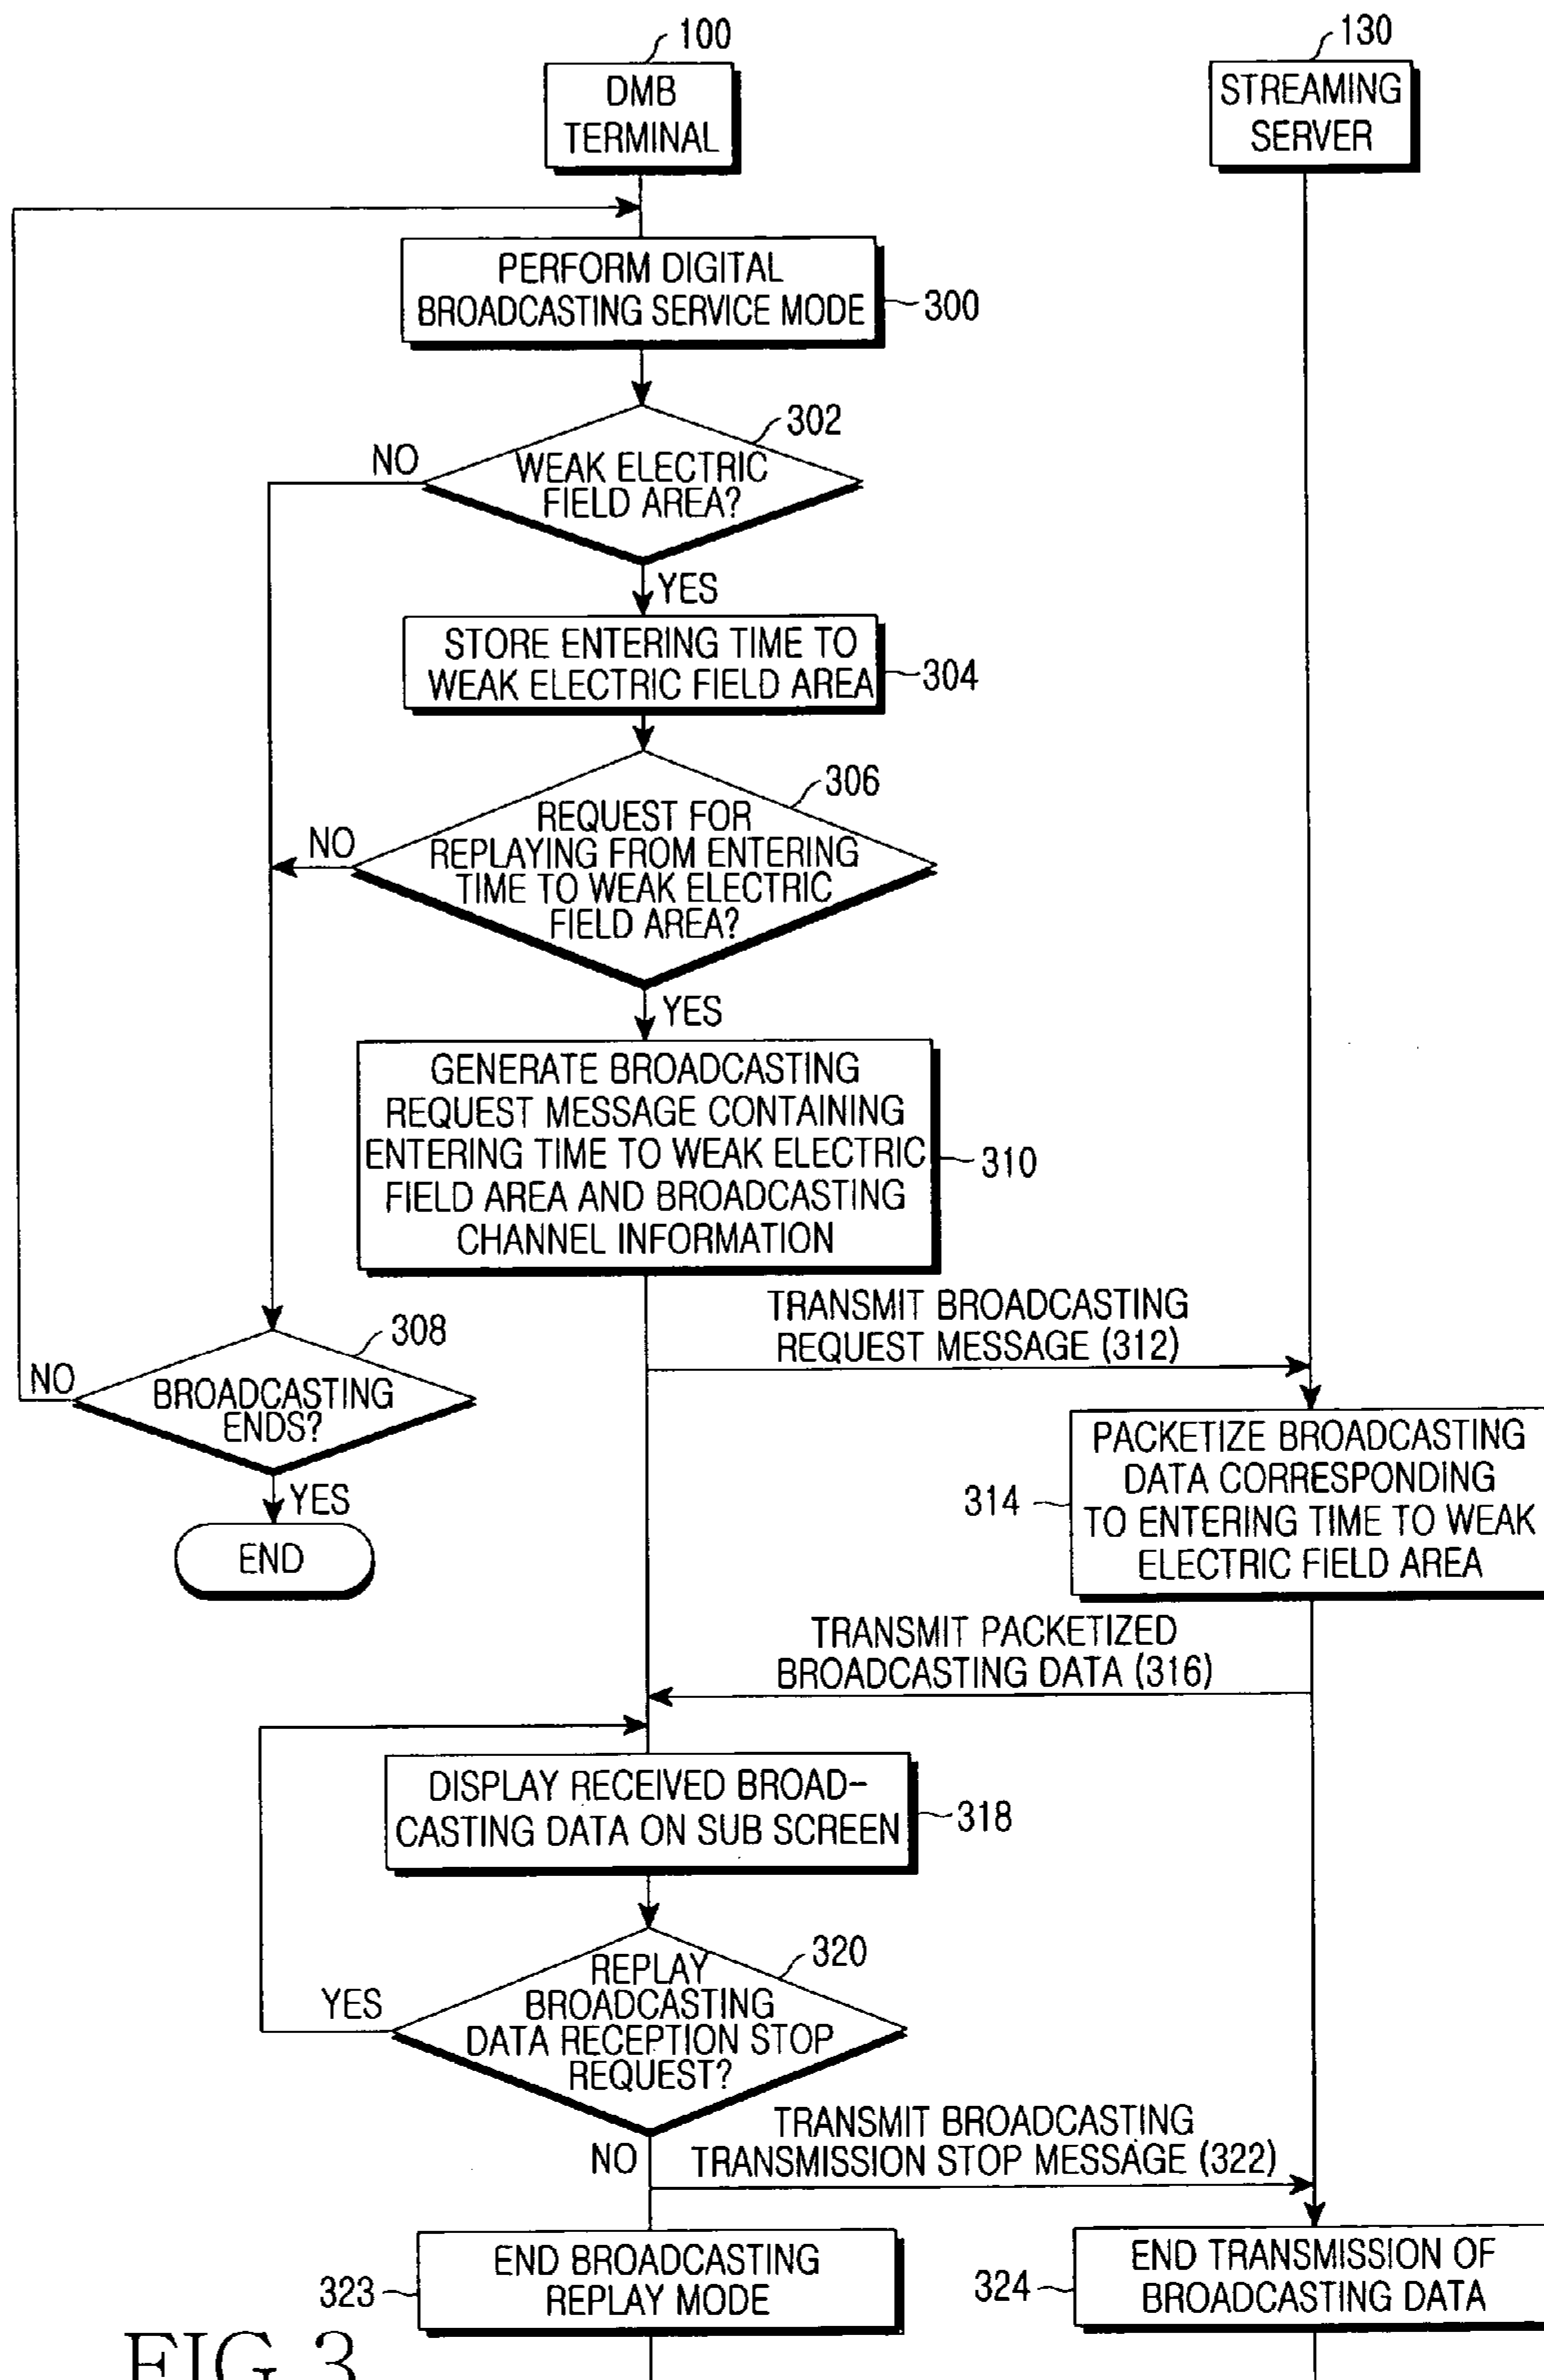 100
DMB
TERMINAL
130
STREAMING
SERVER
PERFORM DIGITAL
BROADCASTING SERVICE MODE
300
302
NO
WEAK ELECTRIC
FIELD AREA?
YES
STORE ENTERING TIME TO
WEAK ELECTRIC FIELD AREA
304
306
REQUEST FOR
REPLAYING FROM ENTERING
TIME TO WEAK ELECTRIC
FIELD AREA?
NO
YES
GENERATE BROADCASTING
REQUEST MESSAGE CONTAINING
ENTERING TIME TO WEAK ELECTRIC
FIELD AREA AND BROADCASTING
CHANNEL INFORMATION
310
TRANSMIT BROADCASTING
REQUEST MESSAGE (312)
308
NO
BROADCASTING
ENDS?
YES
END
PACKETIZE BROADCASTING
DATA CORRESPONDING
TO ENTERING TIME TO WEAK
ELECTRIC FIELD AREA
314
TRANSMIT PACKETIZED
BROADCASTING DATA (316)
DISPLAY RECEIVED BROAD-
CASTING DATA ON SUB SCREEN
318
320
REPLAY
BROADCASTING
DATA RECEPTION STOP
REQUEST?
YES
NO
TRANSMIT BROADCASTING
TRANSMISSION STOP MESSAGE (322)
END BROADCASTING
REPLAY MODE
323
324
END TRANSMISSION OF
BROADCASTING DATA
FIG.3